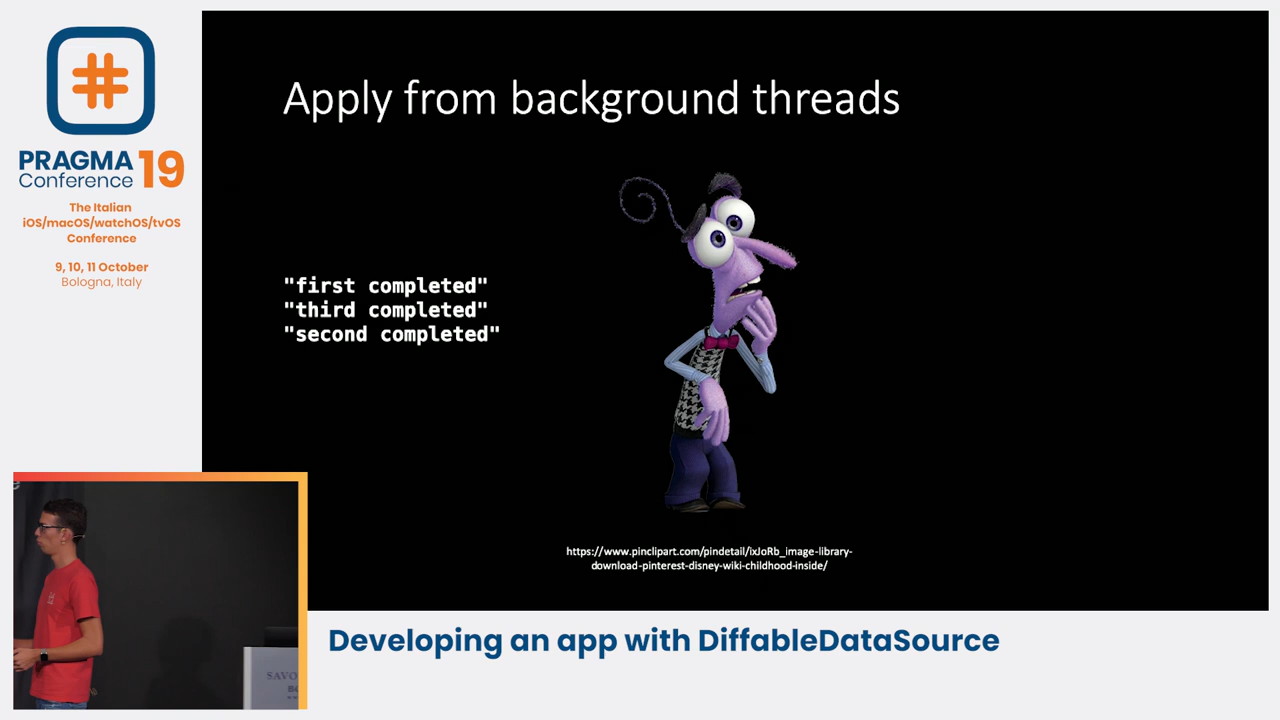 PRAGMA 19
Conference
The Italian
iOS/macOS/watchOS/tvOS
Conference
9, 10, 11 October
Bologna, Italy
Apply from background threads
"first completed"
"third completed"
"second completed"
https://www.pinclipart.com/pindetail/ixJoRb_image-library-
download-pinterest-disney-wiki-childhood-inside/
SAVO
Developing an app with DiffableDataSource